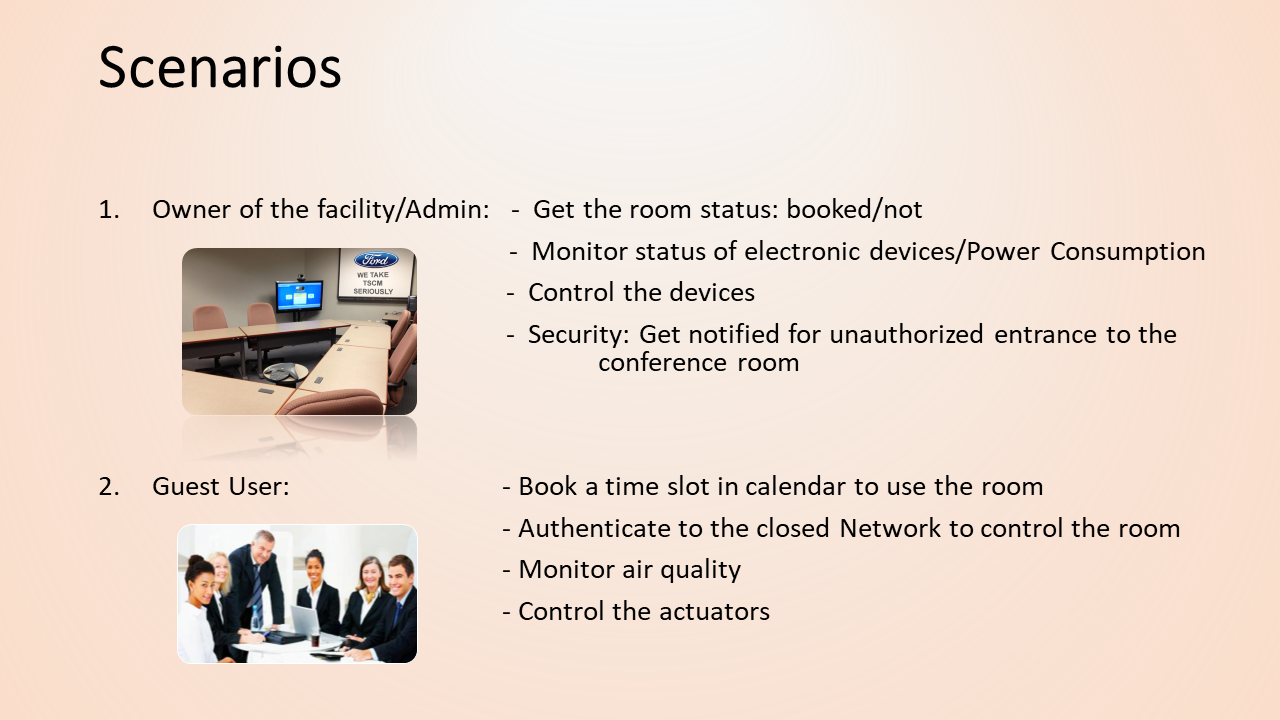 Scenarios
1. Owner of the facility/Admin: - Get the room status: booked/not
- Monitor status of electronic devices/Power Consumption
- Control the devices
- Security: Get notified for unauthorized entrance to the
conference room
Ford
WE TAKE
TSCM
SERIOUSLY
2. Guest User: - Book a time slot in calendar to use the room
- Authenticate to the closed Network to control the room
- Monitor air quality
- Control the actuators